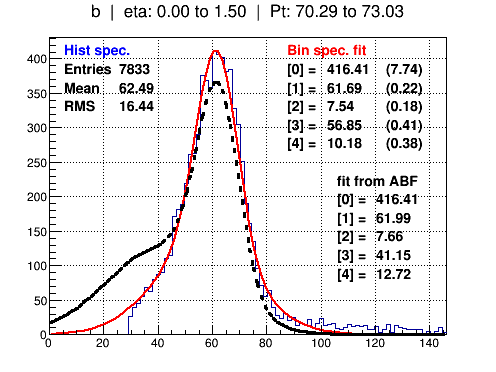 b | eta: 0.00 to 1.50 | Pt: 70.29 to 73.03
Hist spec.
Entries 7833
Mean 62.49
RMS 16.44
Bin spec. fit
[0] = 416.41 (7.74)
[1] = 61.69 (0.22)
[2] = 7.54 (0.18)
[3] = 56.85 (0.41)
[4] = 10.18 (0.38)
fit from ABF
[0] = 416.41
[1] = 61.99
[2] = 7.66
[3] = 41.15
[4] = 12.72
400
350
300
250
200
150
100
50
0
0 20 40 60 80 100 120 140